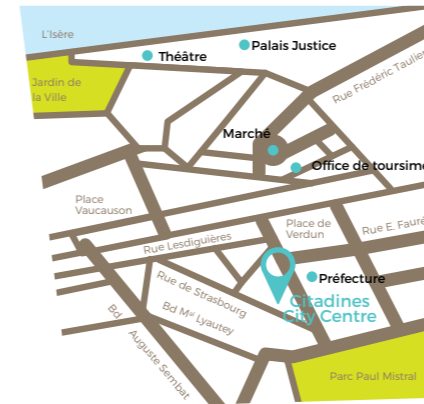 L'Isère
Palais Justice
Théâtre
Jardin de
la Ville
Rue Frédéric Taulier
Marché
Office de toursime
Place
Vaucauson
Place de
Verdun
Rue E. Fauré
Rue Lesdiguières
Rue de Strasbourg
Préfecture
Citadines
City Centre
Bd Mal Lyautey
Bd
Auguste Sembat
Parc Paul Mistral